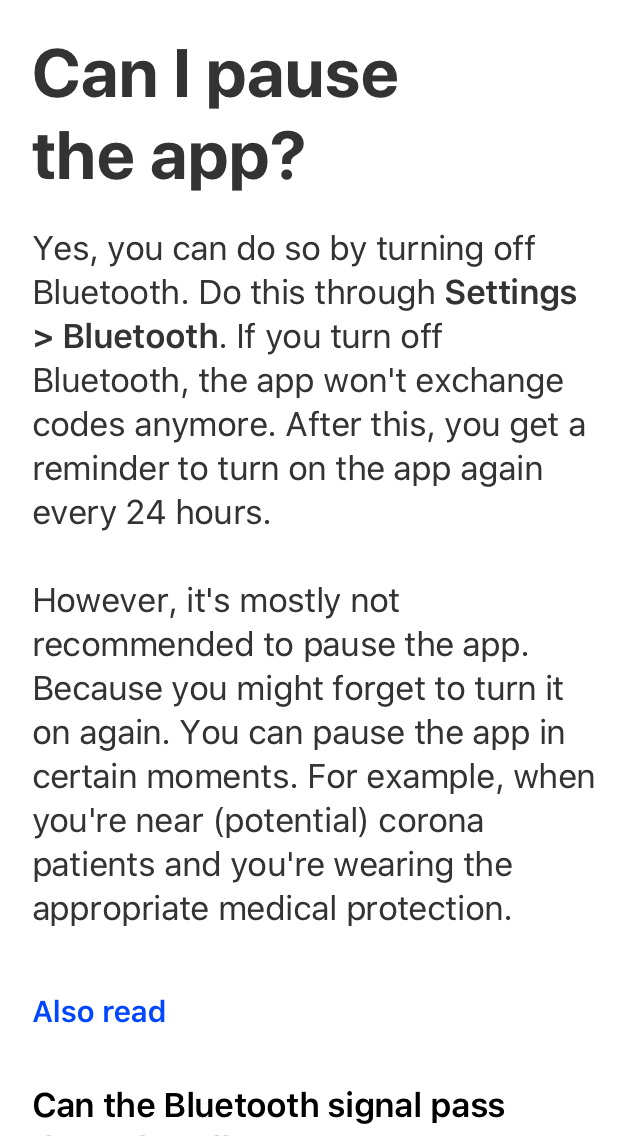 Can I pause
the app?
Yes, you can do so by turning off
Bluetooth. Do this through Settings
> Bluetooth. If you turn off
Bluetooth, the app won't exchange
codes anymore. After this, you get a
reminder to turn on the app again
every 24 hours.
However, it's mostly not
recommended to pause the app.
Because you might forget to turn it
on again. You can pause the app in
certain moments. For example, when
you're near (potential) corona
patients and you're wearing the
appropriate medical protection.
Also read
Can the Bluetooth signal pass